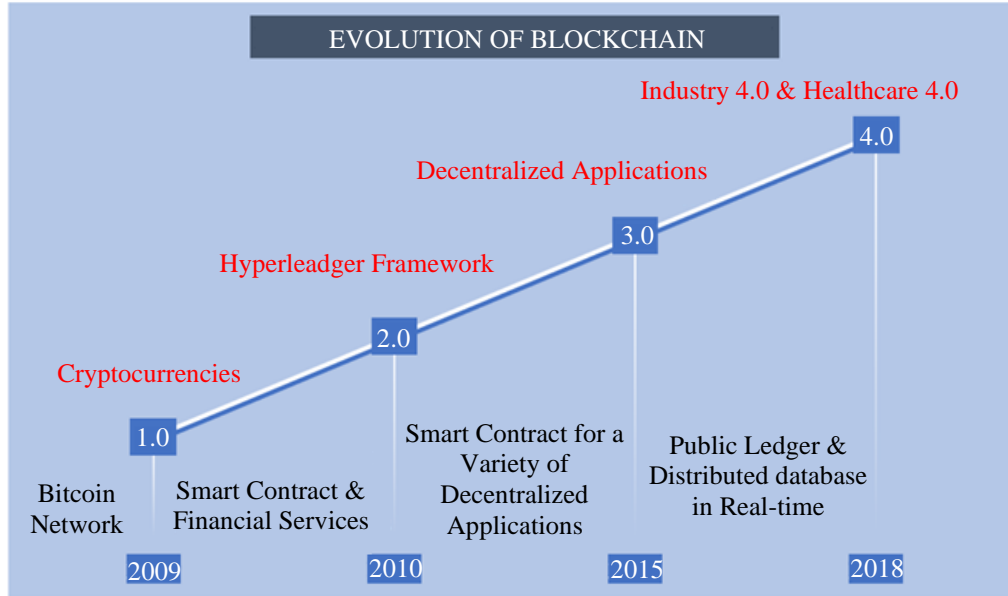 EVOLUTION OF BLOCKCHAIN
Industry 4.0 & Healthcare 4.0
4.0
Decentralized Applications
3.0
Hyperleadger Framework
2.0
Cryptocurrencies
1.0
Bitcoin
Network
Smart Contract &
Financial Services
Smart Contract for a
Variety of
Decentralized
Applications
Public Ledger &
Distributed database
in Real-time
2009
2010
2015
2018